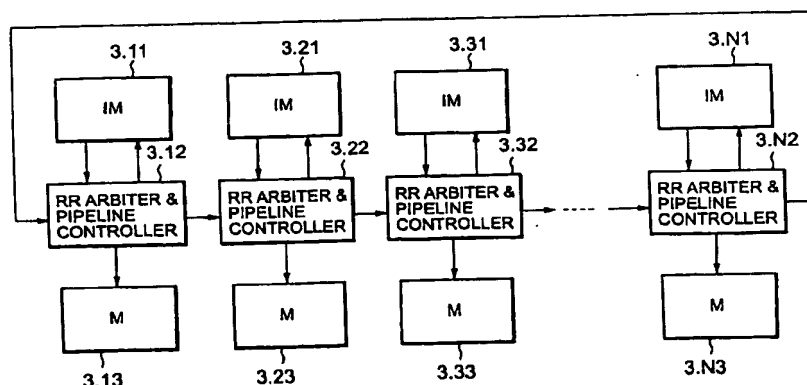 3.11
3.21
3.31
3.N1
IM
IM
IM
IM
3.12
3.22
3.32
3.N2
RR ARBITER &
PIPELINE
CONTROLLER
RR ARBITER &
PIPELINE
CONTROLLER
RR ARBITER &
PIPELINE
CONTROLLER
RR ARBITER &
PIPELINE
CONTROLLER
M
M
M
M
3.13
3.23
3.33
3.N3